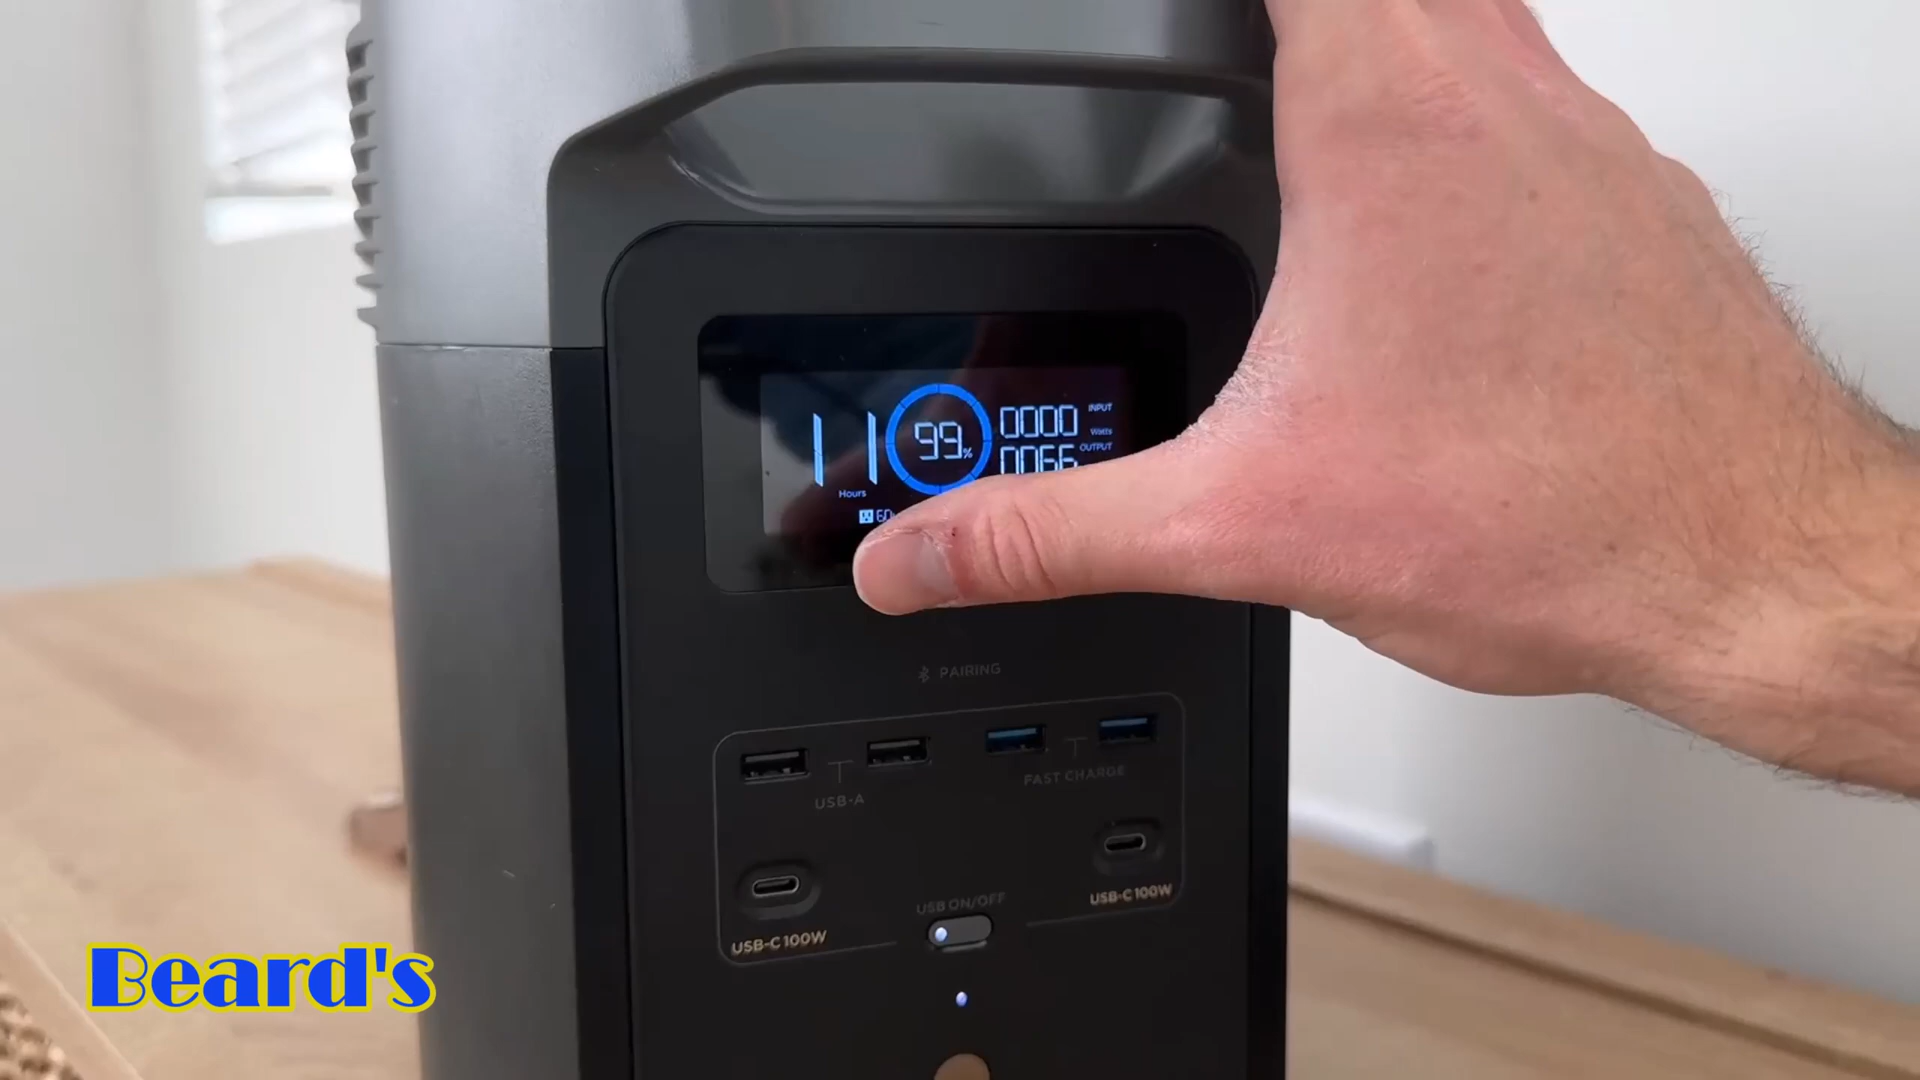 11
Hours
99%
0000 INPUT
Watts
0066 OUTPUT
PAIRING
USB-A
FAST CHARGE
USB-C 100W
USB ON/OFF
USB-C 100W
Beard's